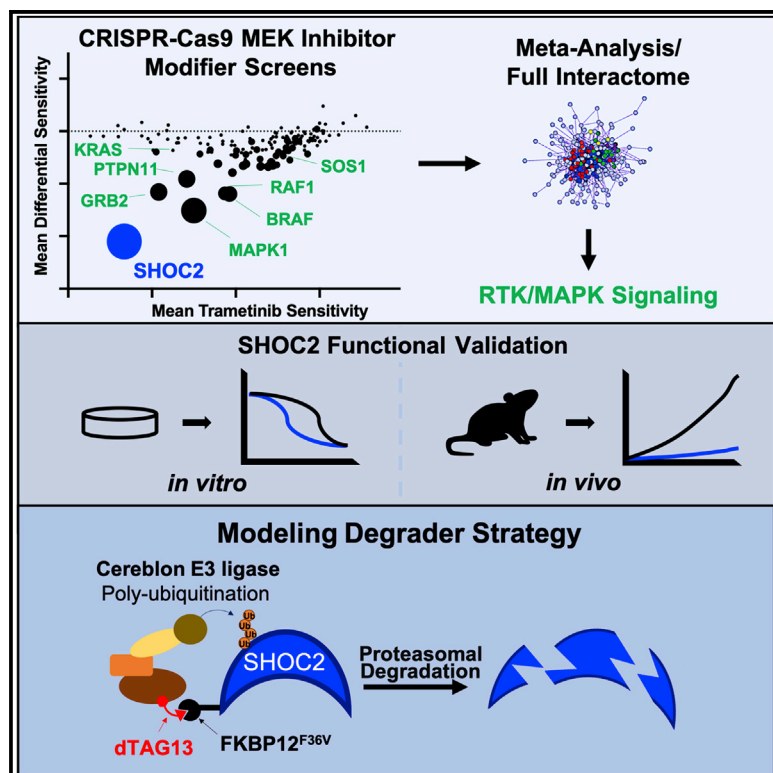 CRISPR-Cas9 MEK Inhibitor
Modifier Screens
Meta-Analysis/
Full Interactome
Mean Differential Sensitivity
KRAS
PTPN11
GRB2
SOS1
RAF1
BRAF
MAPK1
SHOC2
Mean Trametinib Sensitivity
RTK/MAPK Signaling
SHOC2 Functional Validation
in vitro
in vivo
Modeling Degrader Strategy
Cereblon E3 ligase
Poly-ubiquitination
Ub
Ub
Ub
Ub
SHOC2
Proteasomal
Degradation
dTAG13
FKBP12F36V